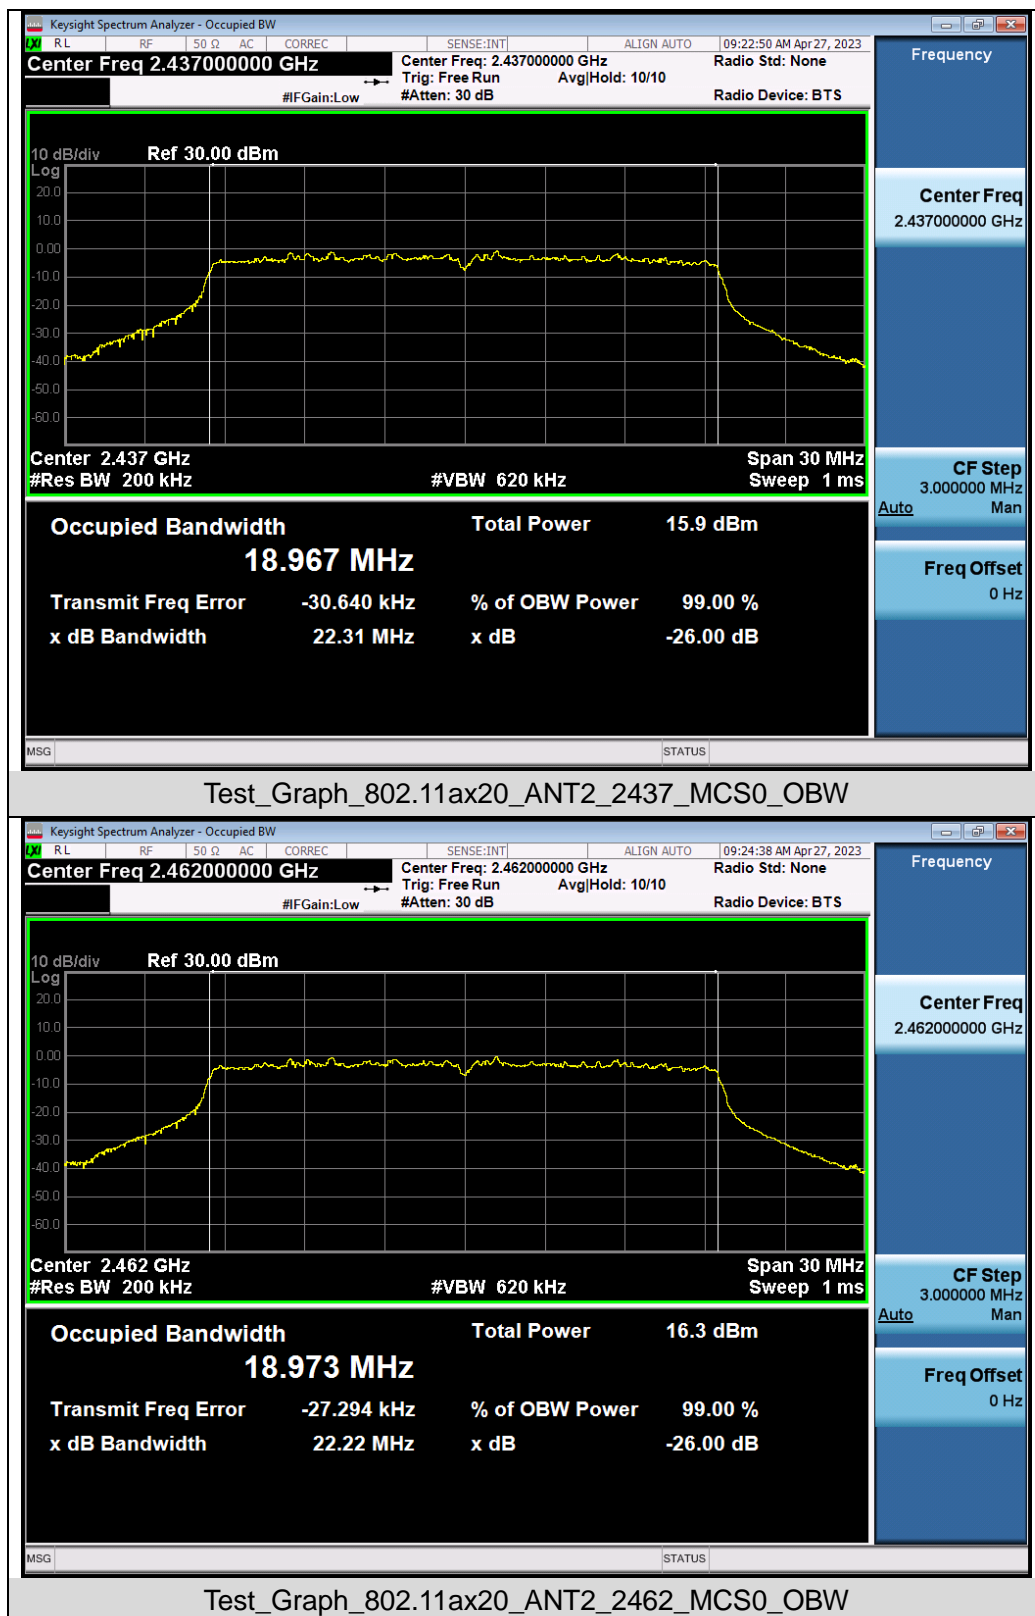 Keysight Spectrum Analyzer - Occupied BW
LXI RL RF 50 Ω AC CORREC SENSE:INT ALIGN AUTO 09:22:50 AM Apr 27, 2023
Center Freq 2.437000000 GHz
Center Freq: 2.437000000 GHz Radio Std: None
Trig: Free Run Avg|Hold: 10/10
#IFGain:Low #Atten: 30 dB Radio Device: BTS
Frequency
10 dB/div Ref 30.00 dBm
Log
20.0
10.0
0.00
-10.0
-20.0
-30.0
-40.0
-50.0
-60.0
Center 2.437 GHz Span 30 MHz
#Res BW 200 kHz #VBW 620 kHz Sweep 1 ms
Center Freq
2.437000000 GHz
CF Step
3.000000 MHz
Auto Man
Freq Offset
0 Hz
Occupied Bandwidth Total Power 15.9 dBm
18.967 MHz
Transmit Freq Error -30.640 kHz % of OBW Power 99.00 %
x dB Bandwidth 22.31 MHz x dB -26.00 dB
MSG STATUS
Test_Graph_802.11ax20_ANT2_2437_MCS0_OBW
Keysight Spectrum Analyzer - Occupied BW
LXI RL RF 50 Ω AC CORREC SENSE:INT ALIGN AUTO 09:24:38 AM Apr 27, 2023
Center Freq 2.462000000 GHz
Center Freq: 2.462000000 GHz Radio Std: None
Trig: Free Run Avg|Hold: 10/10
#IFGain:Low #Atten: 30 dB Radio Device: BTS
Frequency
10 dB/div Ref 30.00 dBm
Log
20.0
10.0
0.00
-10.0
-20.0
-30.0
-40.0
-50.0
-60.0
Center 2.462 GHz Span 30 MHz
#Res BW 200 kHz #VBW 620 kHz Sweep 1 ms
Center Freq
2.462000000 GHz
CF Step
3.000000 MHz
Auto Man
Freq Offset
0 Hz
Occupied Bandwidth Total Power 16.3 dBm
18.973 MHz
Transmit Freq Error -27.294 kHz % of OBW Power 99.00 %
x dB Bandwidth 22.22 MHz x dB -26.00 dB
MSG STATUS
Test_Graph_802.11ax20_ANT2_2462_MCS0_OBW